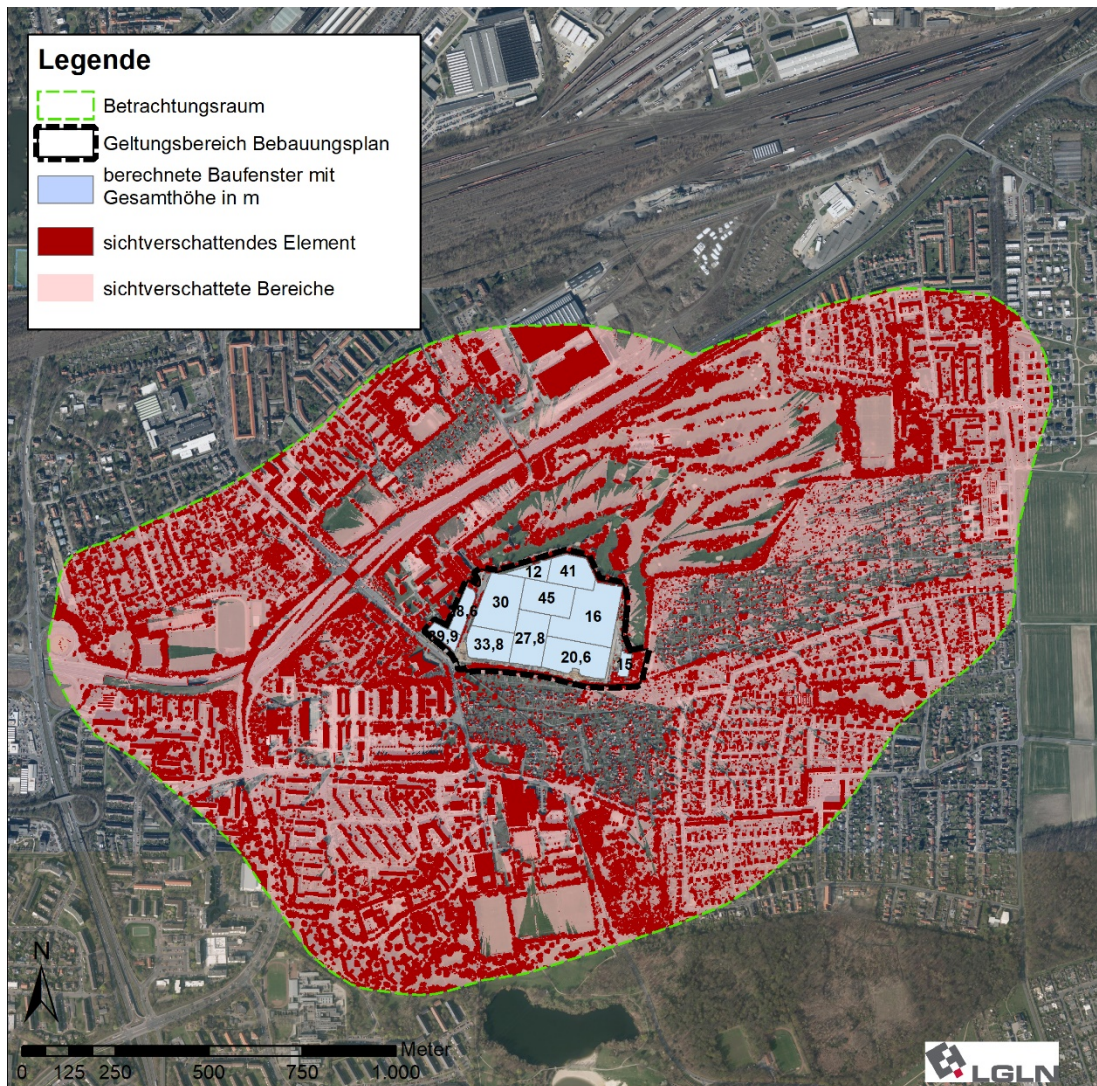 Legende
Betrachtungsraum
Geltungsbereich Bebauungsplan
berechnete Baufenster mit
Gesamthöhe in m
sichtverschattendes Element
sichtverschattete Bereiche
12
41
30
45
16
33,8
27,8
20,6
15
N
Meter
0 125 250 500 750 1.000
LGLN